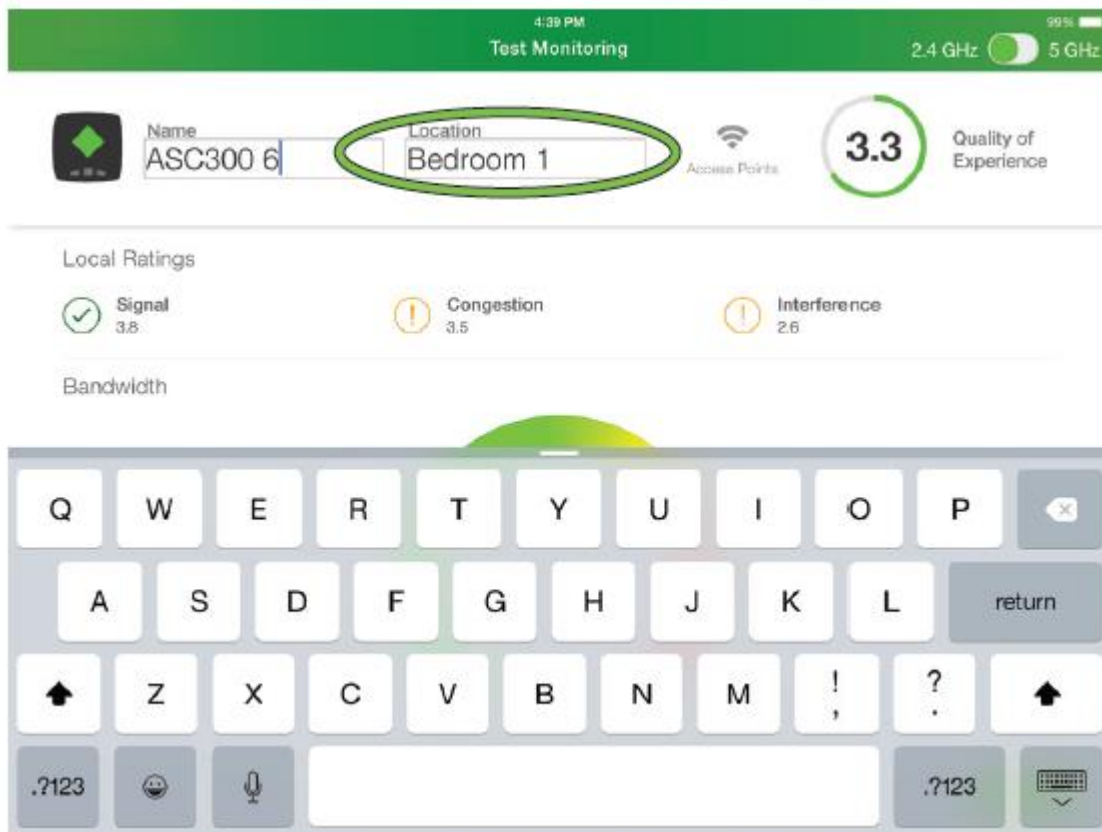 4:39 PM
99%
Test Monitoring
2.4 GHz 5 GHz
Name
ASC300 6
Location
Bedroom 1
Access Points
3.3
Quality of
Experience
Local Ratings
Signal
3.8
Congestion
3.5
Interference
2.6
Bandwidth
Q W E R T Y U I O P
A S D F G H J K L return
Z X C V B N M ! , ? .
.?123 .?123